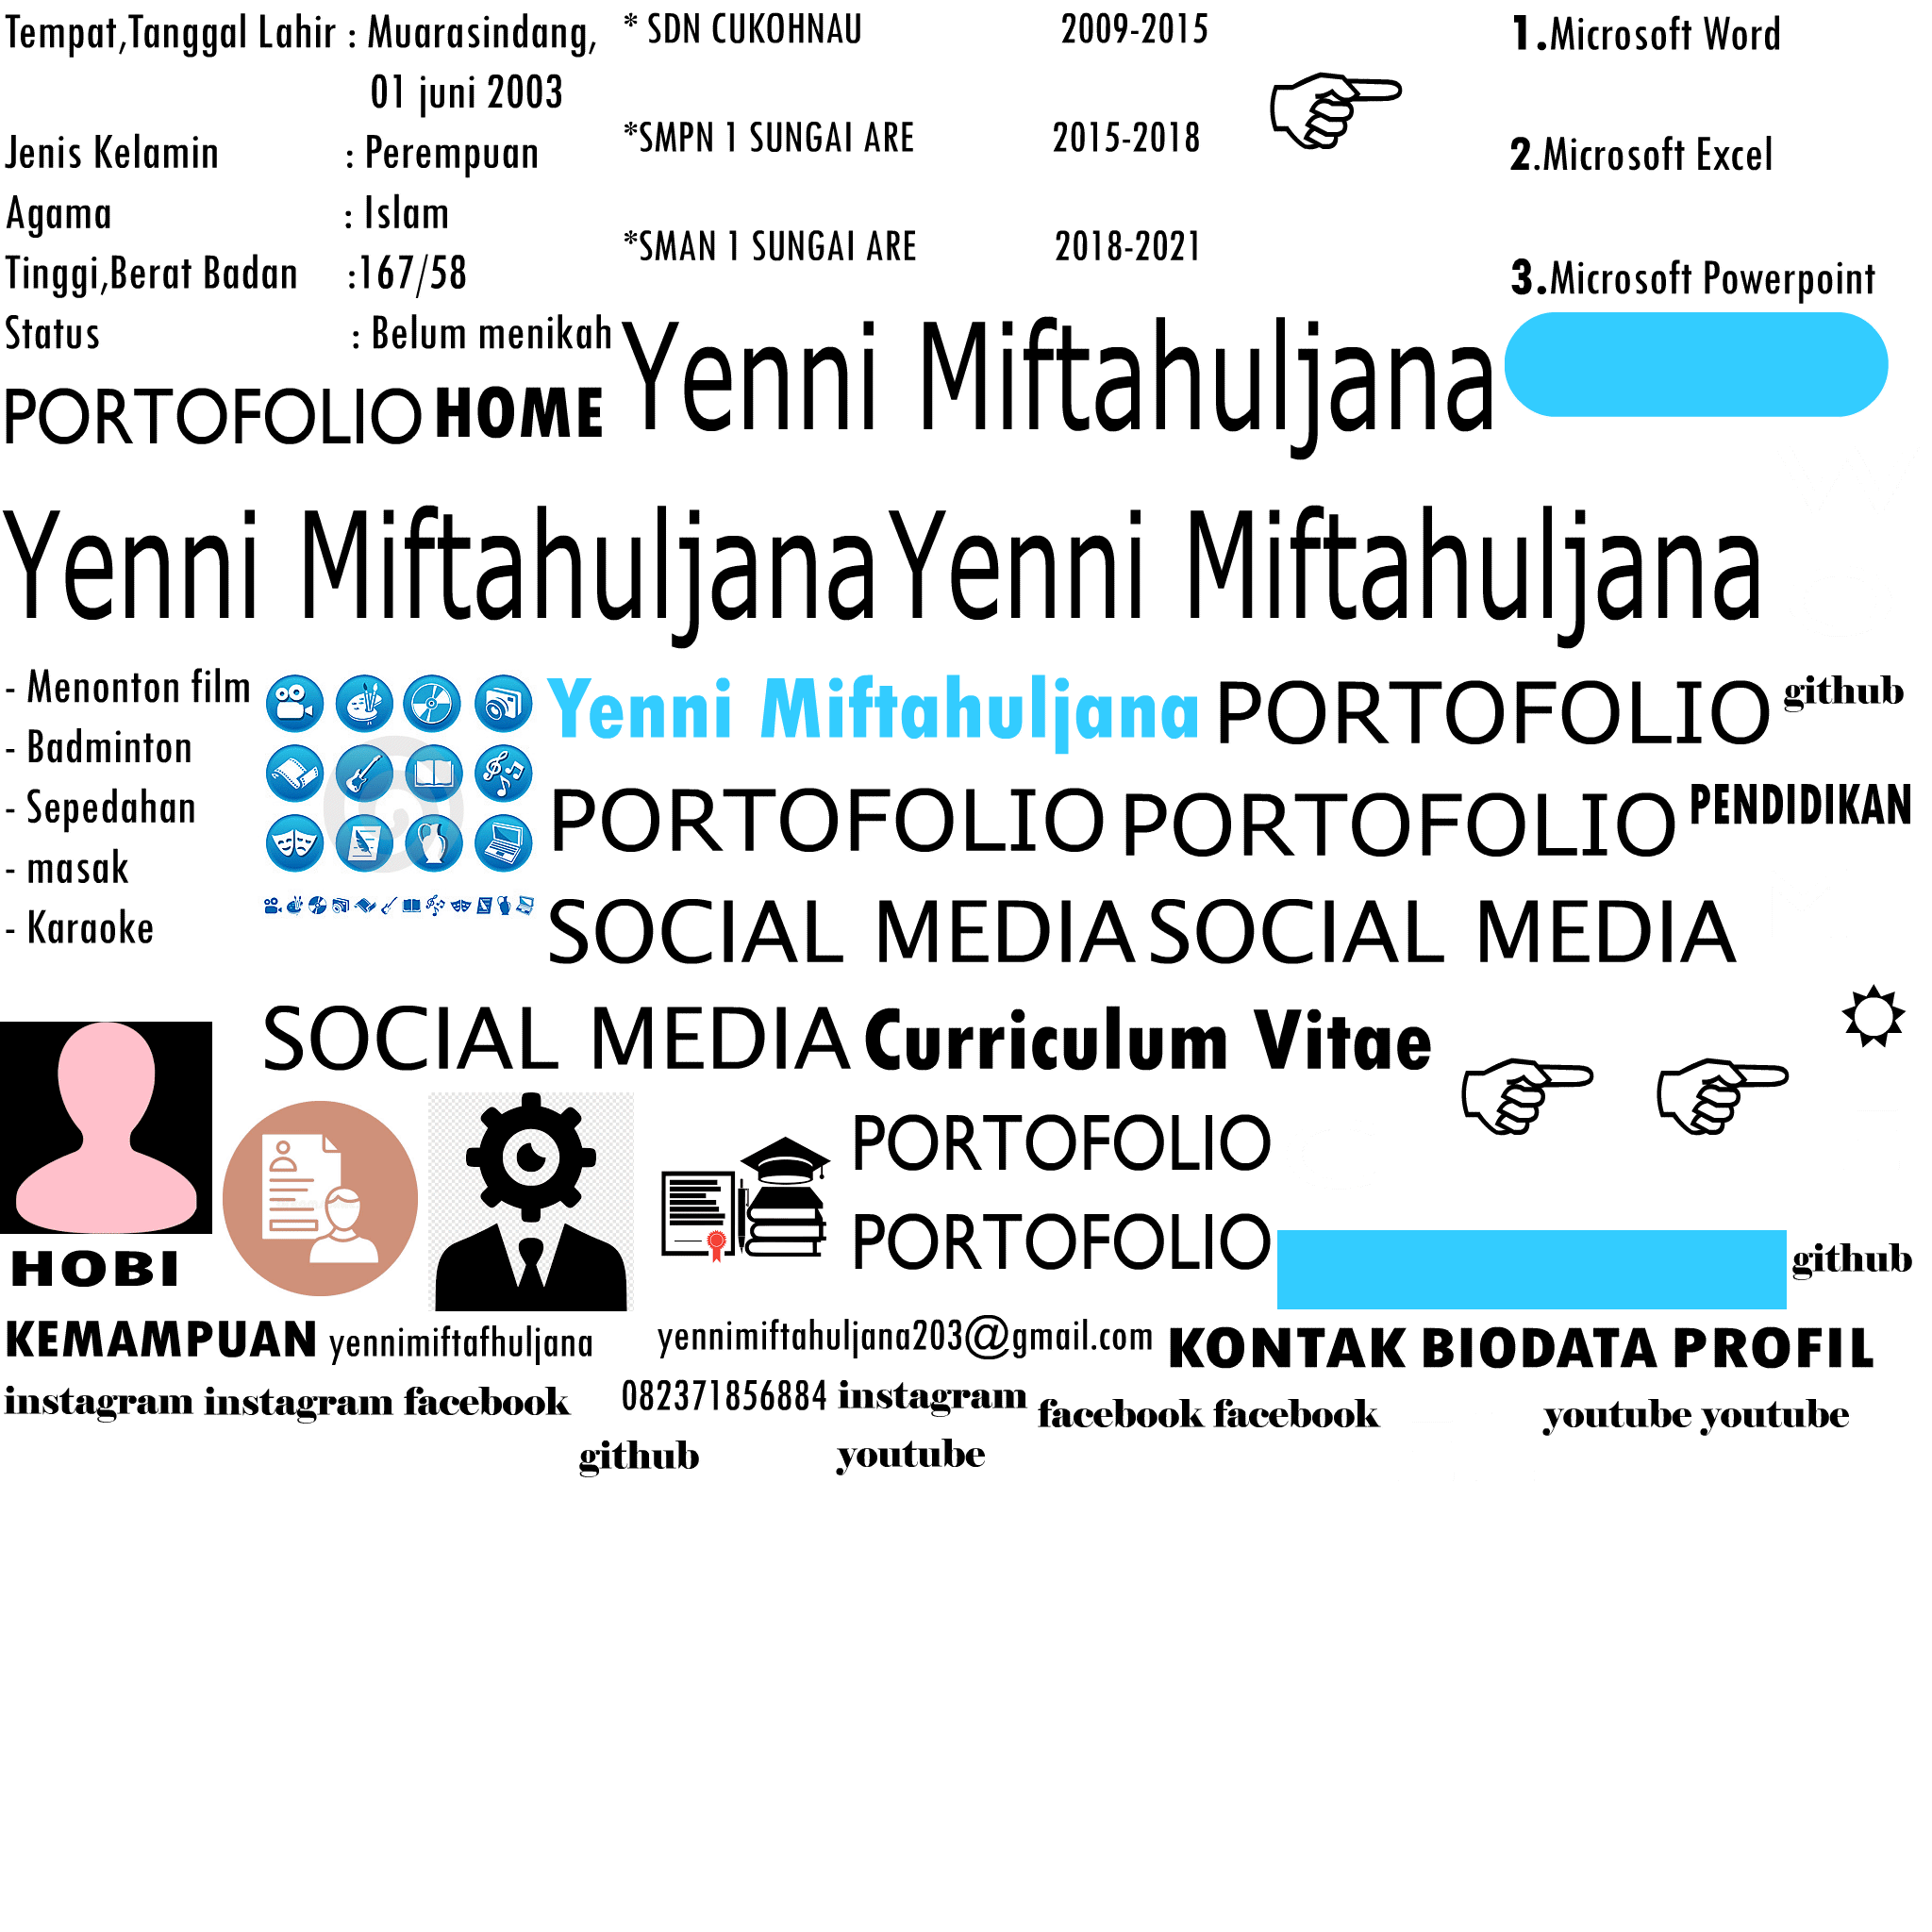 Tempat,Tanggal Lahir : Muarasindang,
01 juni 2003
Jenis Kelamin : Perempuan
Agama : Islam
Tinggi,Berat Badan :167/58
Status : Belum menikah
* SDN CUKOHNAU 2009-2015
*SMPN 1 SUNGAI ARE 2015-2018
*SMAN 1 SUNGAI ARE 2018-2021
1.Microsoft Word
2.Microsoft Excel
3.Microsoft Powerpoint
PORTOFOLIO
HOME
Yenni Miftahuljana
Yenni Miftahuljana
Yenni Miftahuljana
- Menonton film
- Badminton
- Sepedahan
- masak
- Karaoke
Yenni Miftahuljana
PORTOFOLIO
github
PORTOFOLIO
PORTOFOLIO
PENDIDIKAN
SOCIAL MEDIA
SOCIAL MEDIA
SOCIAL MEDIA
Curriculum Vitae
PORTOFOLIO
PORTOFOLIO
github
HOBI
KEMAMPUAN
yennimiftafhuljana
yennimiftahuljana203@gmail.com
KONTAK
BIODATA
PROFIL
instagram
instagram
facebook
082371856884
instagram
facebook
facebook
youtube
youtube
github
youtube